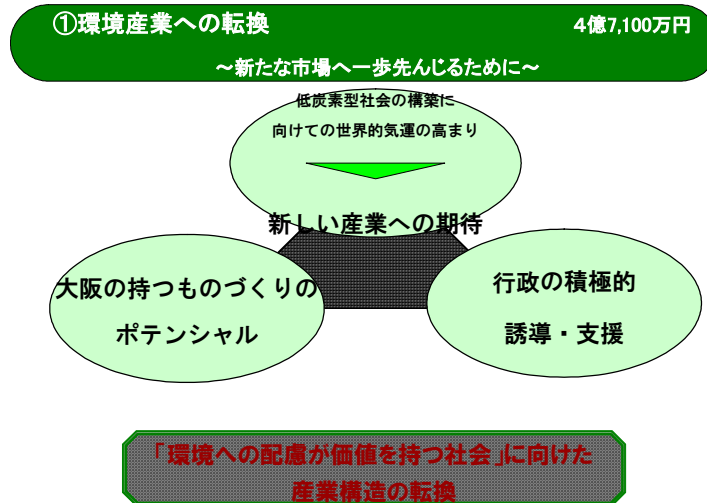 ①環境産業への転換 4億7,100万円
~新たな市場へ一歩先んじるために~
低炭素型社会の構築に
向けての世界的気運の高まり
新しい産業への期待
大阪の持つものづくりの
ポテンシャル
行政の積極的
誘導・支援
「環境への配慮が価値を持つ社会」に向けた
産業構造の転換